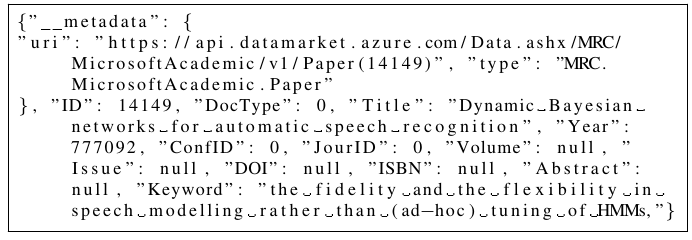 {"__metadata": {
"uri": "https://api.datamarket.azure.com/Data.ashx/MRC/
MicrosoftAcademic/v1/Paper(14149)", "type": "MRC.
MicrosoftAcademic.Paper"
}, "ID": 14149, "DocType": 0, "Title": "Dynamic␣Bayesian␣
networks␣for␣automatic␣speech␣recognition", "Year":
777092, "ConfID": 0, "JourID": 0, "Volume": null, "
Issue": null, "DOI": null, "ISBN": null, "Abstract":
null, "Keyword": "the␣fidelity␣and␣the␣flexibility␣in␣
speech␣modelling␣rather␣than␣(ad−hoc)␣tuning␣of␣HMMs,"}